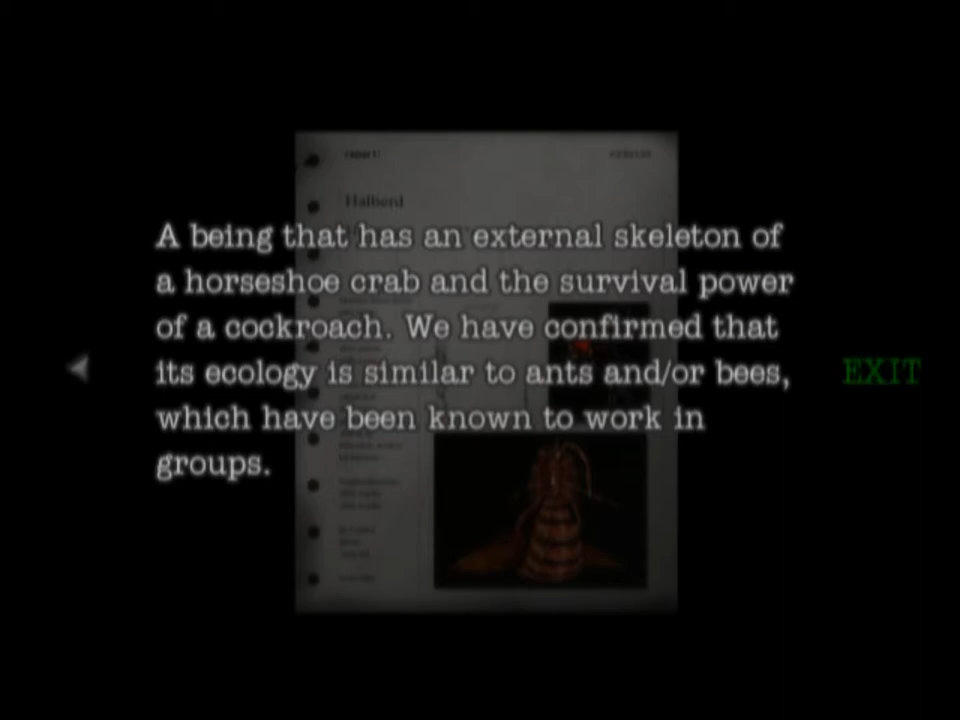 Halberd
A being that has an external skeleton of
a horseshoe crab and the survival power
of a cockroach. We have confirmed that
its ecology is similar to ants and/or bees,
which have been known to work in
groups.
EXIT